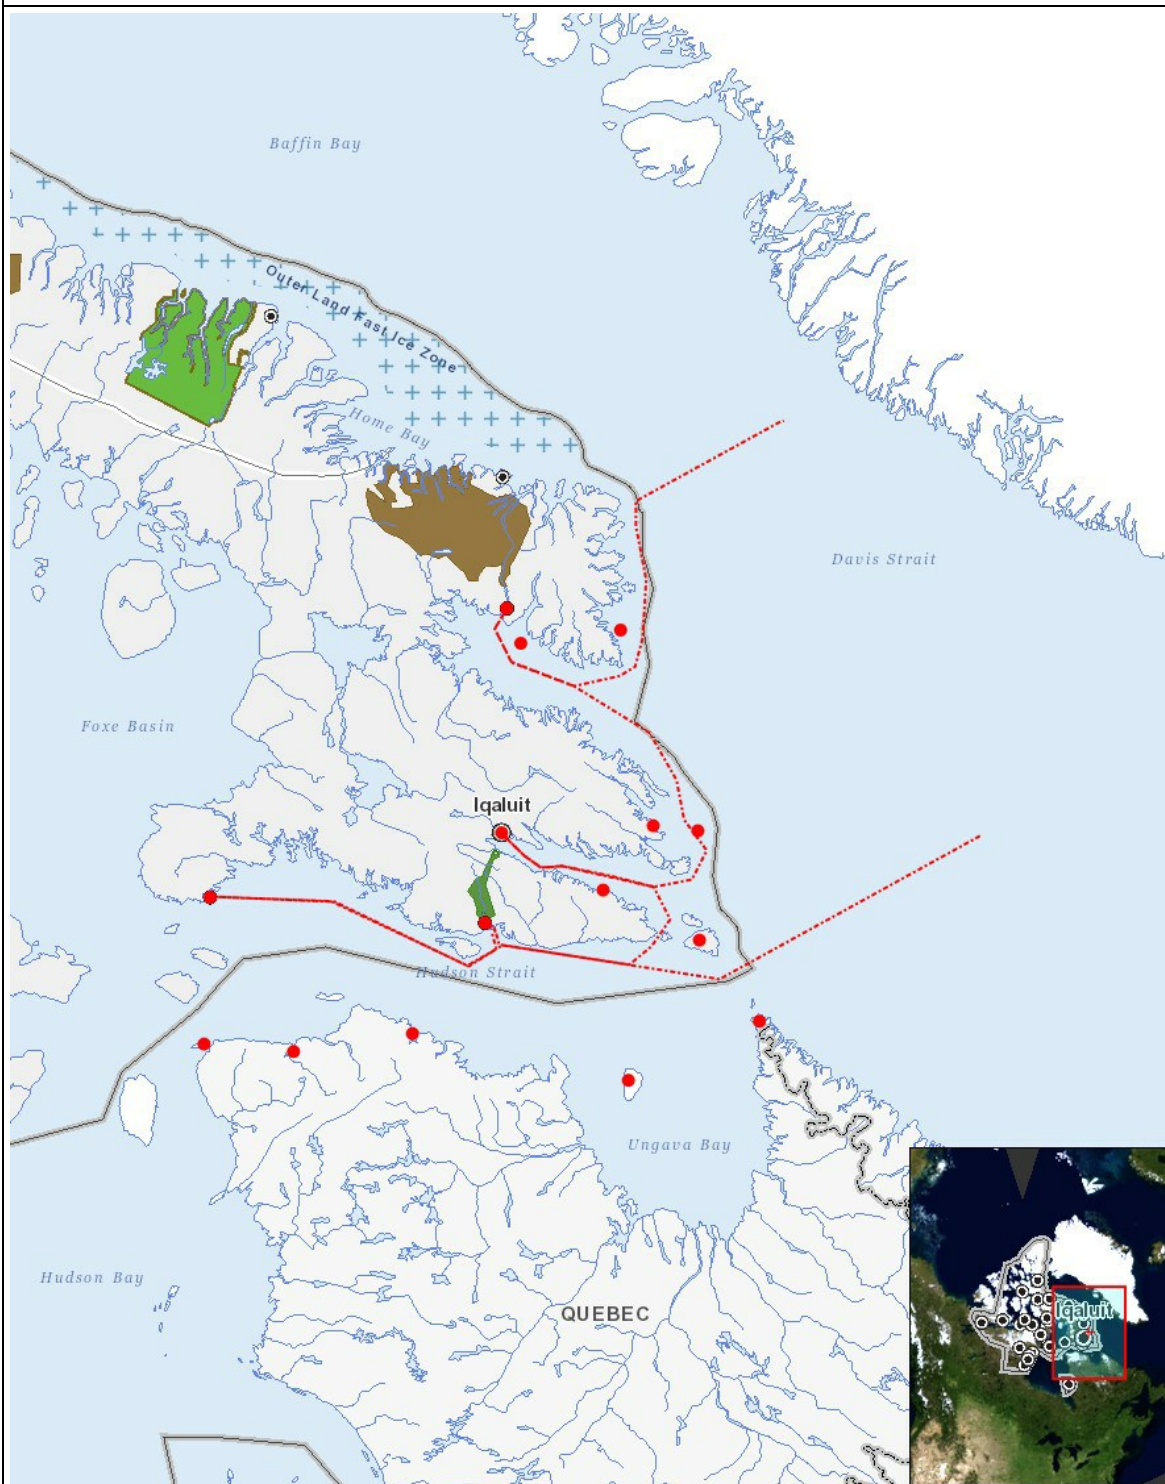 Baffin Bay
Outer Land Fast Ice Zone
Home Bay
Davis Strait
Foxe Basin
Iqaluit
Hudson Strait
Ungava Bay
Hudson Bay
Iqaluit
QUEBEC